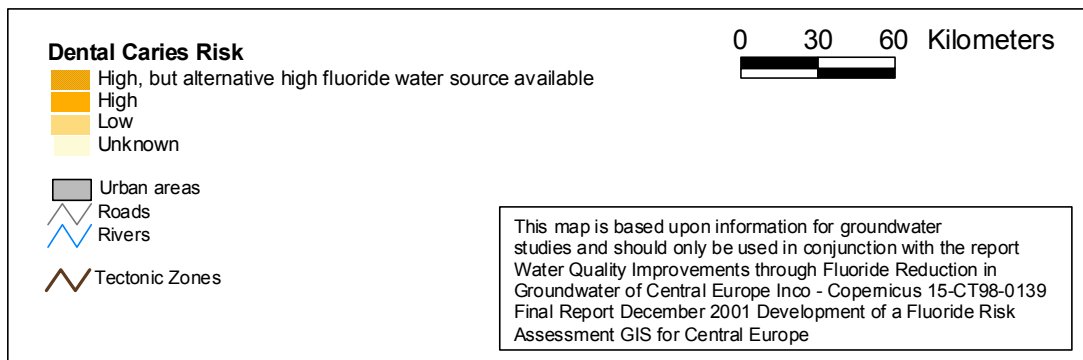 Dental Caries Risk
High, but alternative high fluoride water source available
High
Low
Unknown
Urban areas
Roads
Rivers
Tectonic Zones
0 30 60 Kilometers
This map is based upon information for groundwater
studies and should only be used in conjunction with the report
Water Quality Improvements through Fluoride Reduction in
Groundwater of Central Europe Inco - Copernicus 15-CT98-0139
Final Report December 2001 Development of a Fluoride Risk
Assessment GIS for Central Europe